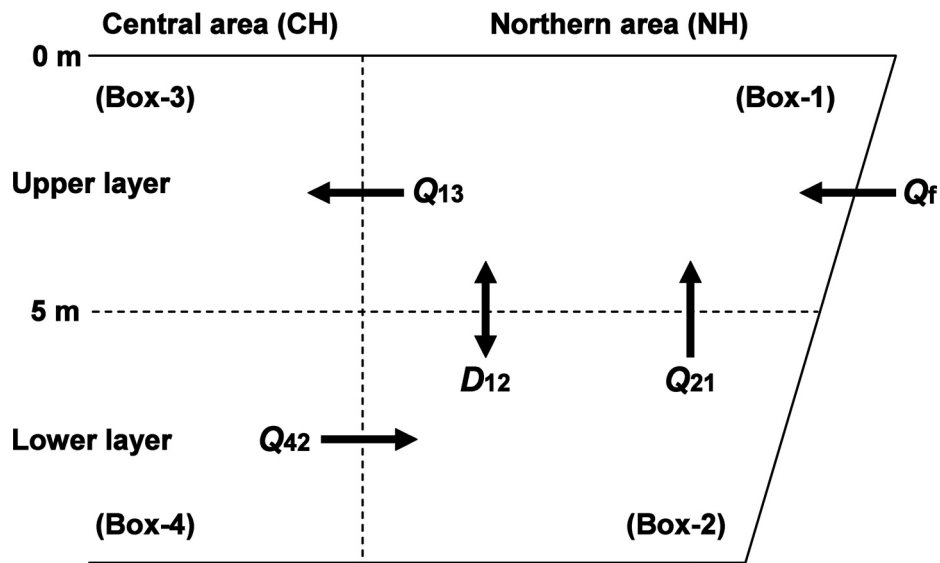 Central area (CH) Northern area (NH)
0 m
(Box-3) (Box-1)
Upper layer Q13 Qf
5 m
D12 Q21
Lower layer Q42
(Box-4) (Box-2)